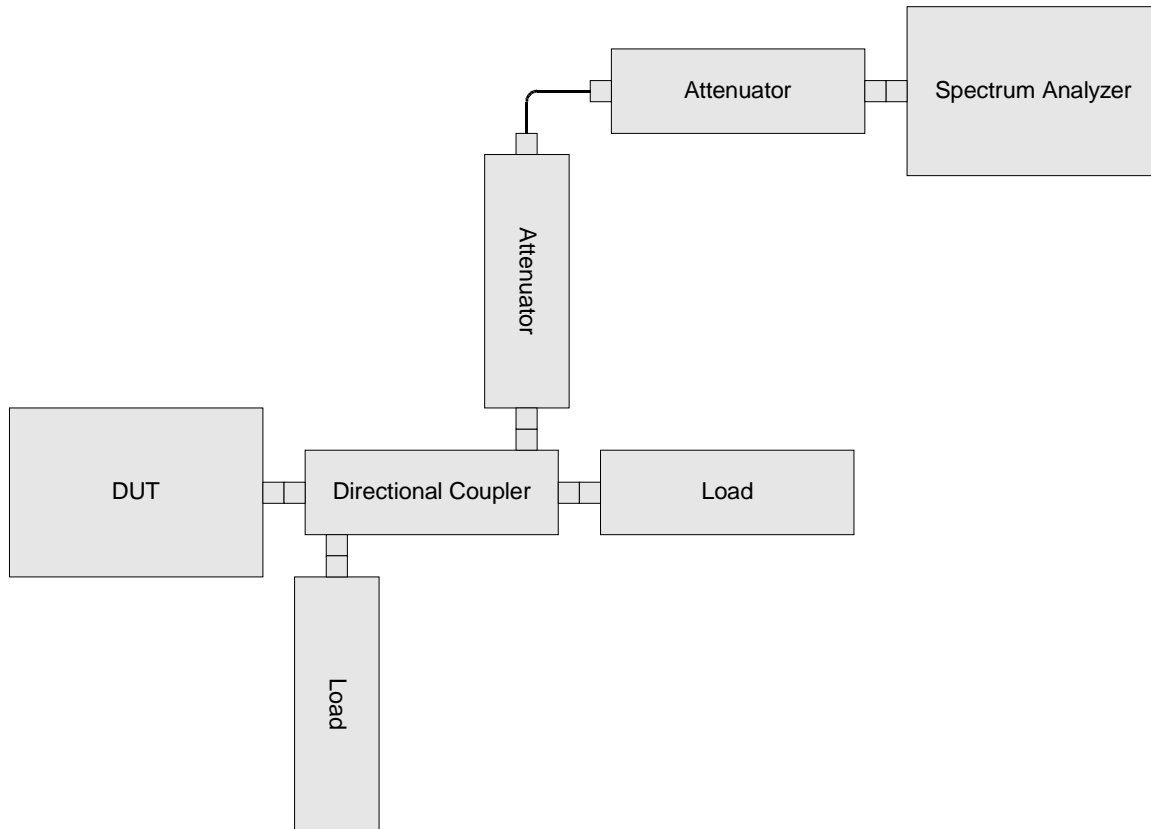 Attenuator
Spectrum Analyzer
Attenuator
DUT
Directional Coupler
Load
Load